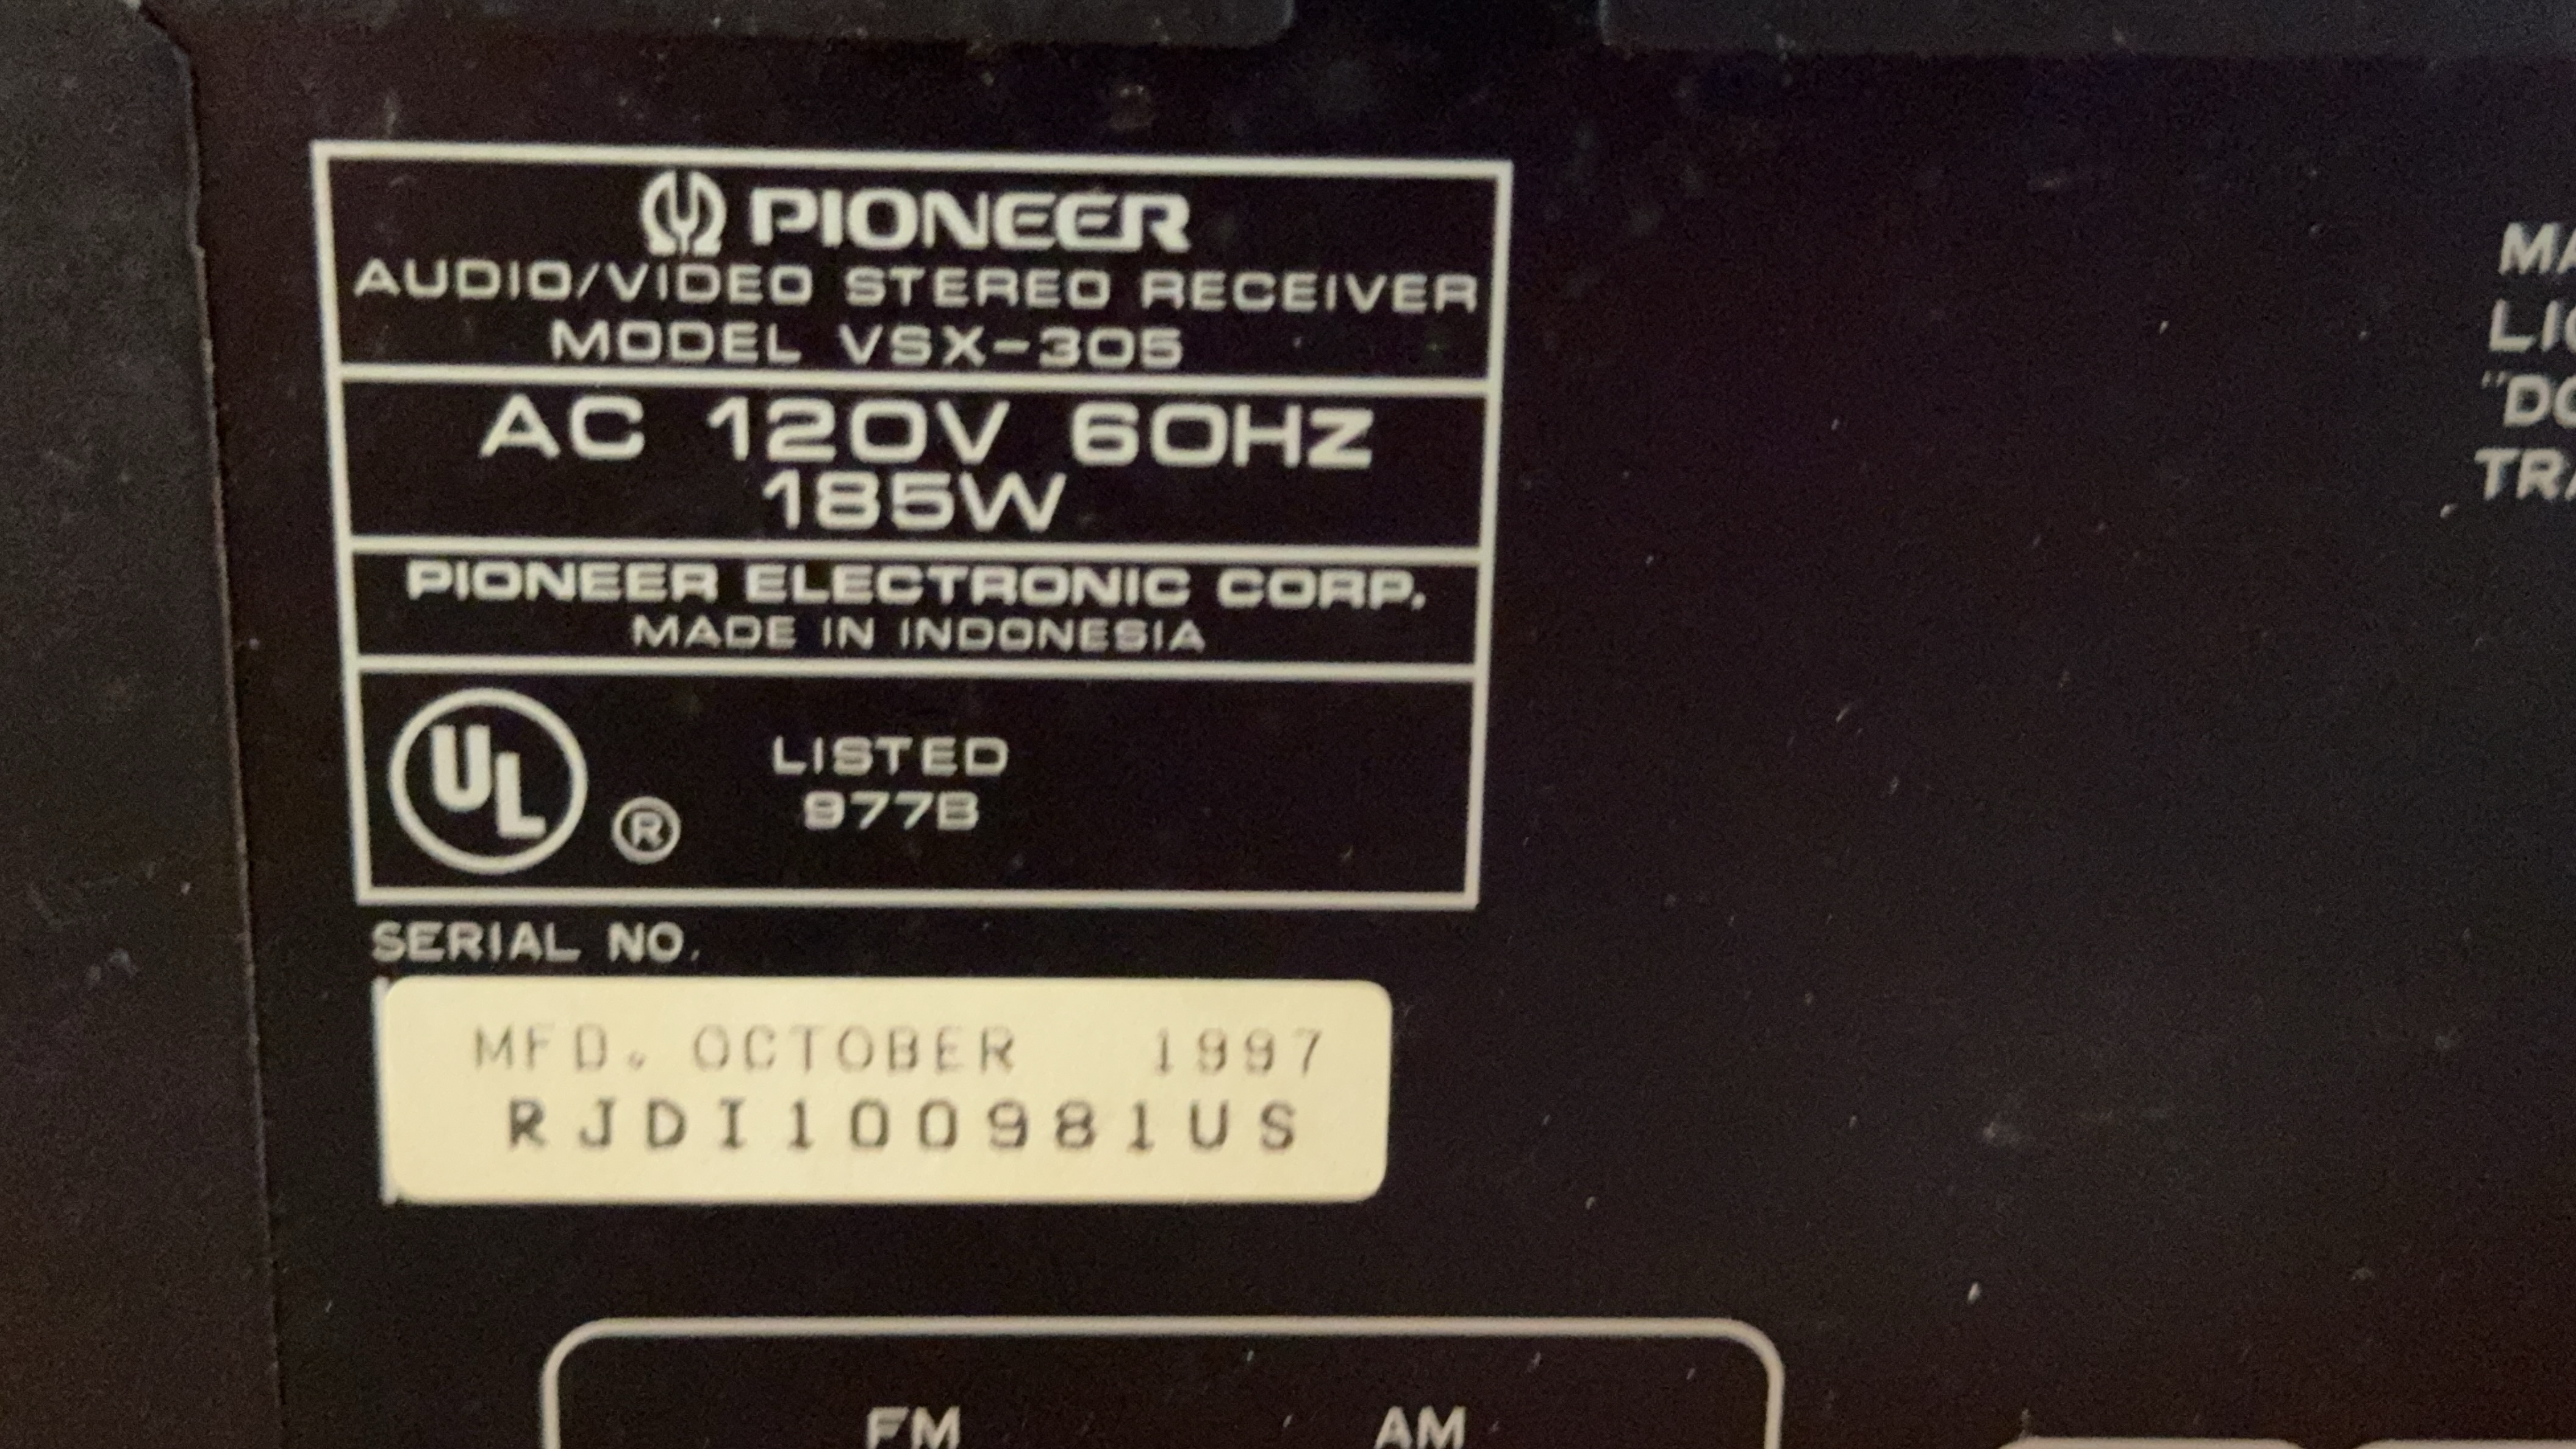 PIONEER
AUDIO/VIDEO STEREO RECEIVER
MODEL VSX-305
AC 120V 60HZ
185W
PIONEER ELECTRONIC CORP.
MADE IN INDONESIA
UL ® LISTED
977B
SERIAL NO.
MFD. OCTOBER 1997
RJDI100981US
FM AM